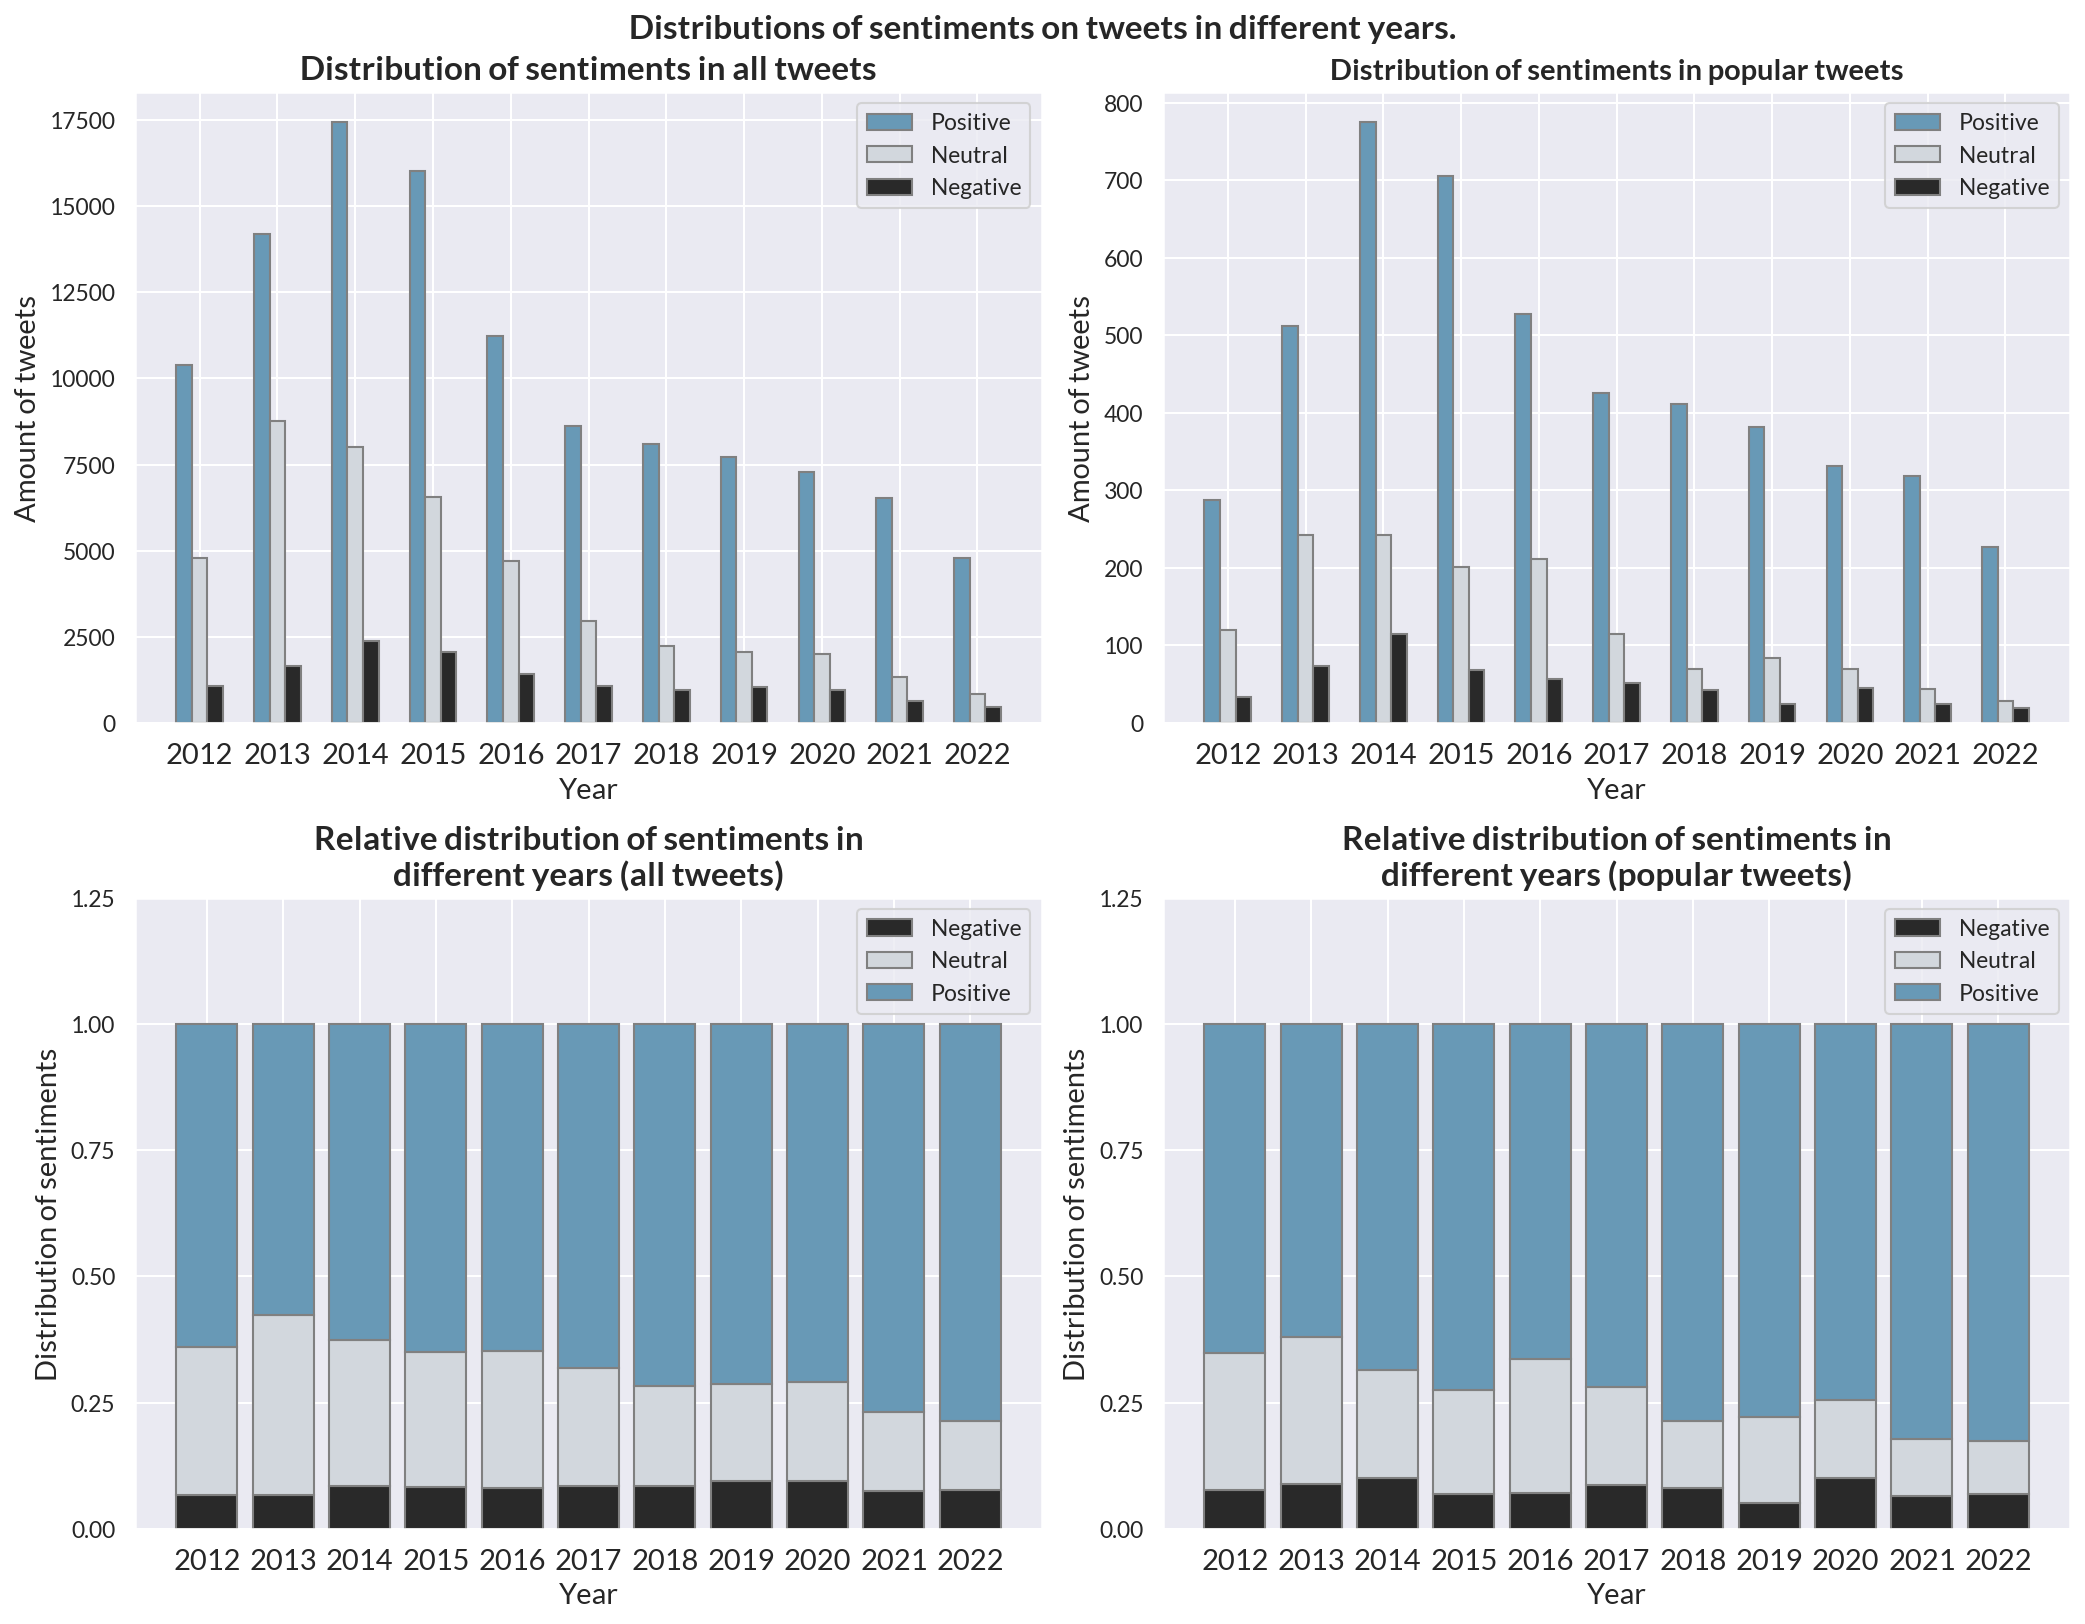 Distributions of sentiments on tweets in different years.
Distribution of sentiments in all tweets
17500
15000
12500
10000
7500
5000
2500
0
Amount of tweets
Positive
Neutral
Negative
2012 2013 2014 2015 2016 2017 2018 2019 2020 2021 2022
Year
Distribution of sentiments in popular tweets
800
700
600
500
400
300
200
100
0
Amount of tweets
Positive
Neutral
Negative
2012 2013 2014 2015 2016 2017 2018 2019 2020 2021 2022
Year
Relative distribution of sentiments in
different years (all tweets)
1.25
1.00
0.75
0.50
0.25
0.00
Distribution of sentiments
Negative
Neutral
Positive
2012 2013 2014 2015 2016 2017 2018 2019 2020 2021 2022
Year
Relative distribution of sentiments in
different years (popular tweets)
1.25
1.00
0.75
0.50
0.25
0.00
Distribution of sentiments
Negative
Neutral
Positive
2012 2013 2014 2015 2016 2017 2018 2019 2020 2021 2022
Year